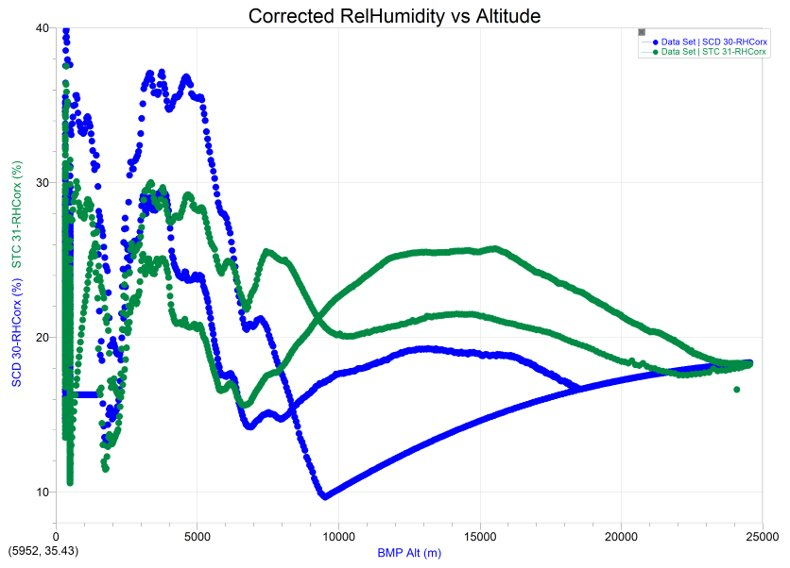 Corrected RelHumidity vs Altitude
Data Set | SCD 30-RHCorx
Data Set | STC 31-RHCorx
SCD 30-RHCorx (%) STC 31-RHCorx (%)
40
30
20
10
0 5000 10000 15000 20000 25000
(5952, 35.43)
BMP Alt (m)